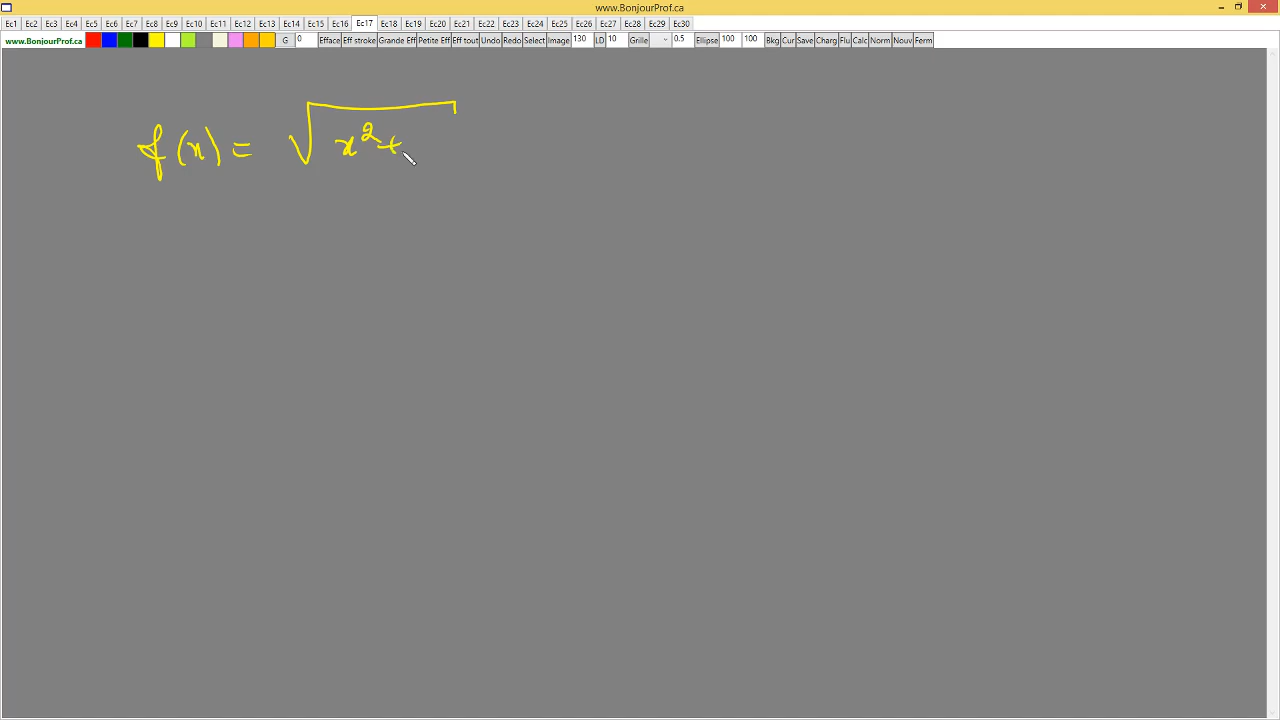 www.BonjourProf.ca
Ec1 Ec2 Ec3 Ec4 Ec5 Ec6 Ec7 Ec8 Ec9 Ec10 Ec11 Ec12 Ec13 Ec14 Ec15 Ec16 Ec17 Ec18 Ec19 Ec20 Ec21 Ec22 Ec23 Ec24 Ec25 Ec26 Ec27 Ec28 Ec29 Ec30
www.BonjourProf.ca G 0 Efface Eff stroke Grande Eff Petite Eff Eff tout Undo Redo Select Image 130 LD 10 Grille 0.5 Ellipse 100 100 Bkg Cur Save Charg Flu Calc Norm Nouv Ferm
f(x) = √(x²+